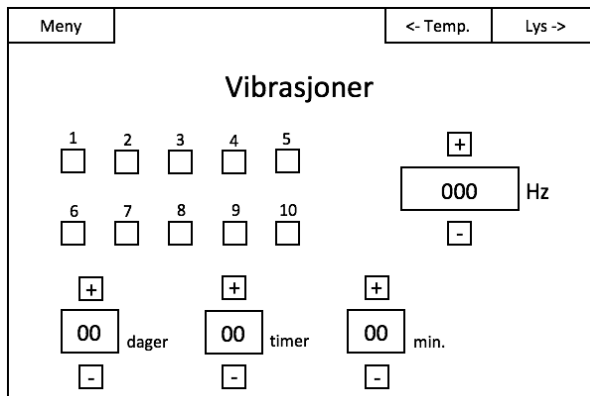 Meny <- Temp. Lys ->
Vibrasjoner
1 2 3 4 5
+
000 Hz
6 7 8 9 10
-
+ + +
00 dager 00 timer 00 min.
- - -